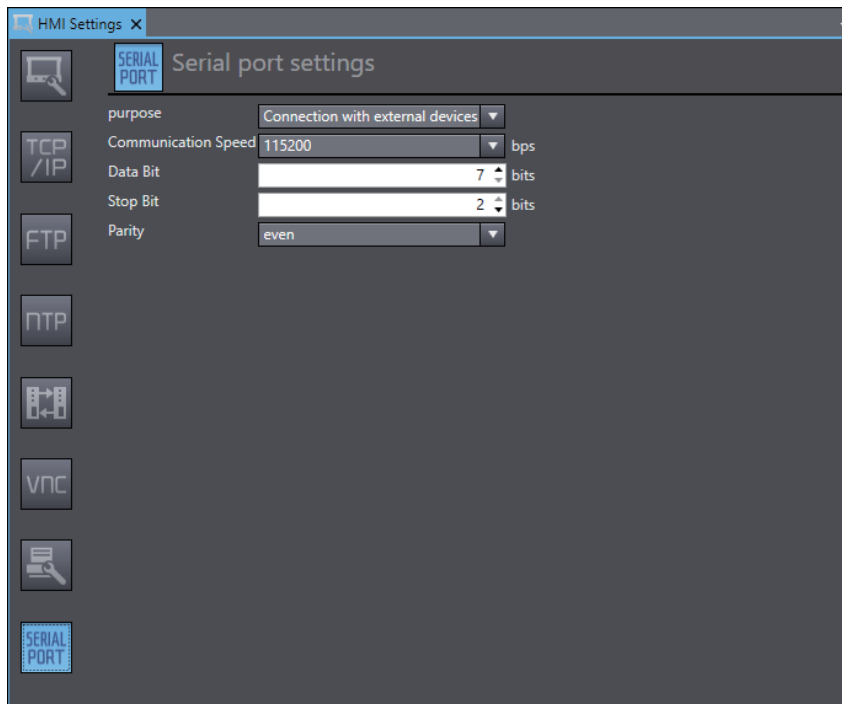 HMI Settings
SERIAL PORT
Serial port settings
purpose Connection with external devices
Communication Speed 115200 bps
Data Bit 7 bits
Stop Bit 2 bits
Parity even
TCP
/IP
FTP
NTP
VNC
SERIAL
PORT